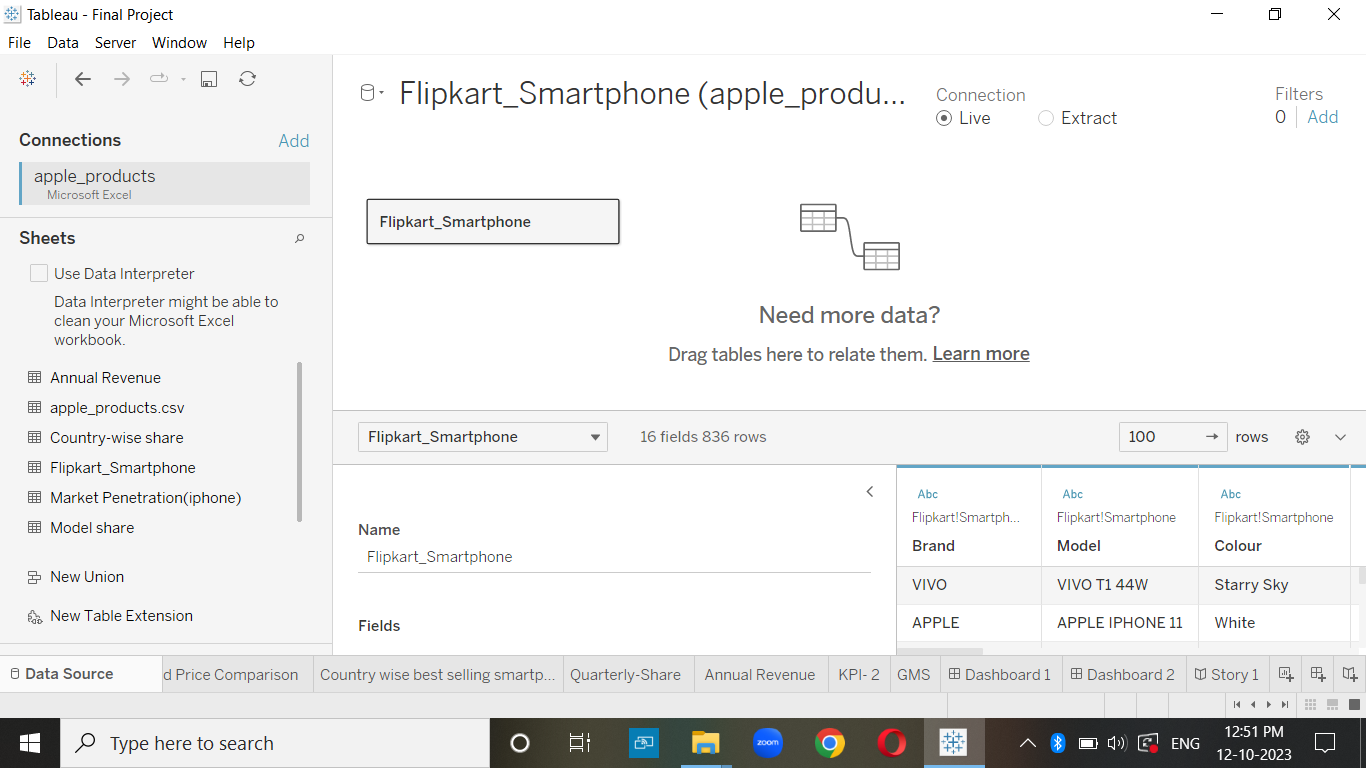 Tableau - Final Project
File Data Server Window Help
Connections Add
apple_products
Microsoft Excel
Sheets
Use Data Interpreter
Data Interpreter might be able to
clean your Microsoft Excel
workbook.
Annual Revenue
apple_products.csv
Country-wise share
Flipkart_Smartphone
Market Penetration(iphone)
Model share
New Union
New Table Extension
Flipkart_Smartphone (apple_produ...
Connection
Live Extract
Filters
0 Add
Flipkart_Smartphone
Need more data?
Drag tables here to relate them. Learn more
Flipkart_Smartphone 16 fields 836 rows 100 → rows
Name
Flipkart_Smartphone
Fields
Abc Abc Abc
Flipkart!Smartph... Flipkart!Smartphone Flipkart!Smartphone
Brand Model Colour
VIVO VIVO T1 44W Starry Sky
APPLE APPLE IPHONE 11 White
Data Source d Price Comparison Country wise best selling smartp... Quarterly-Share Annual Revenue KPI- 2 GMS Dashboard 1 Dashboard 2 Story 1
Type here to search zoom ENG 12:51 PM
12-10-2023